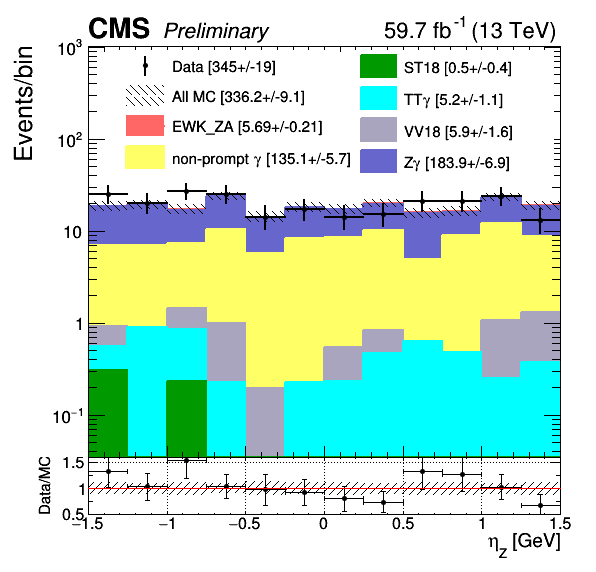 CMS Preliminary 59.7 fb⁻¹ (13 TeV)
Events/bin
10³
10²
10
1
10⁻¹
Data [345+/-19]
All MC [336.2+/-9.1]
EWK_ZA [5.69+/-0.21]
non-prompt γ [135.1+/-5.7]
ST18 [0.5+/-0.4]
TTγ [5.2+/-1.1]
VV18 [5.9+/-1.6]
Zγ [183.9+/-6.9]
Data/MC
1.5
1
0.5
−1.5 −1 −0.5 0 0.5 1 1.5
η_Z [GeV]